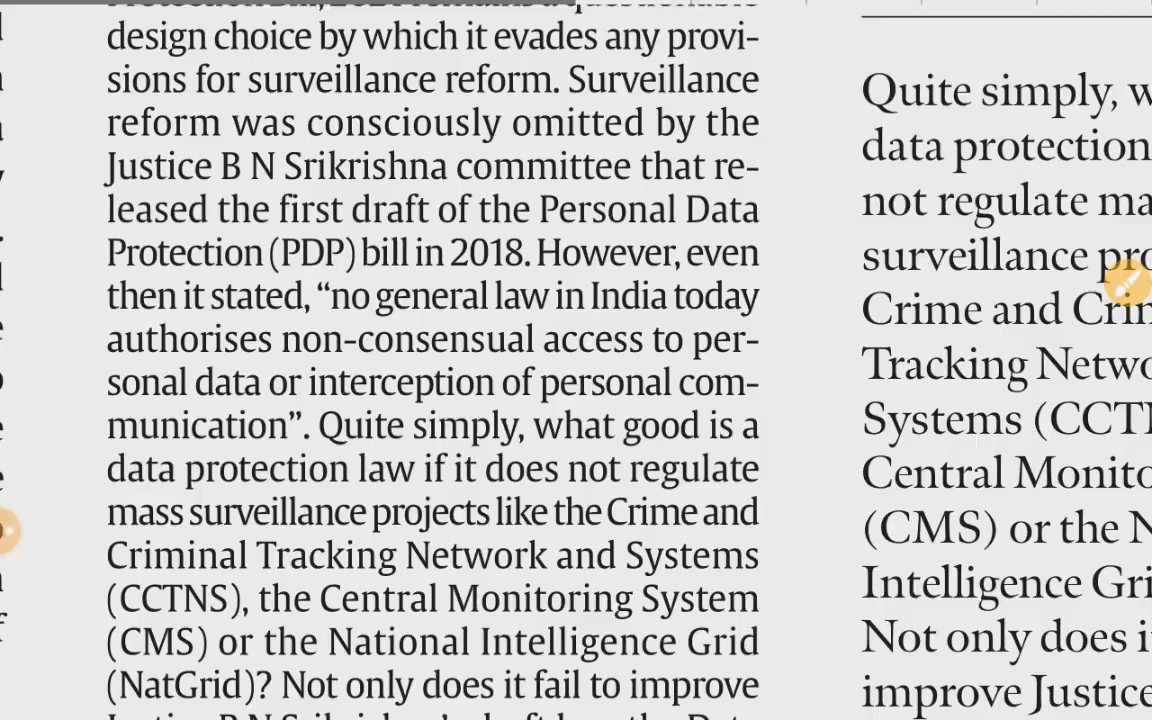 design choice by which it evades any provi-
sions for surveillance reform. Surveillance
reform was consciously omitted by the
Justice B N Srikrishna committee that re-
leased the first draft of the Personal Data
Protection (PDP) bill in 2018. However, even
then it stated, “no general law in India today
authorises non-consensual access to per-
sonal data or interception of personal com-
munication”. Quite simply, what good is a
data protection law if it does not regulate
mass surveillance projects like the Crime and
Criminal Tracking Network and Systems
(CCTNS), the Central Monitoring System
(CMS) or the National Intelligence Grid
(NatGrid)? Not only does it fail to improve
Quite simply, w
data protection
not regulate ma
surveillance pro
Crime and Crim
Tracking Netwo
Systems (CCTN
Central Monito
(CMS) or the N
Intelligence Gri
Not only does it
improve Justice